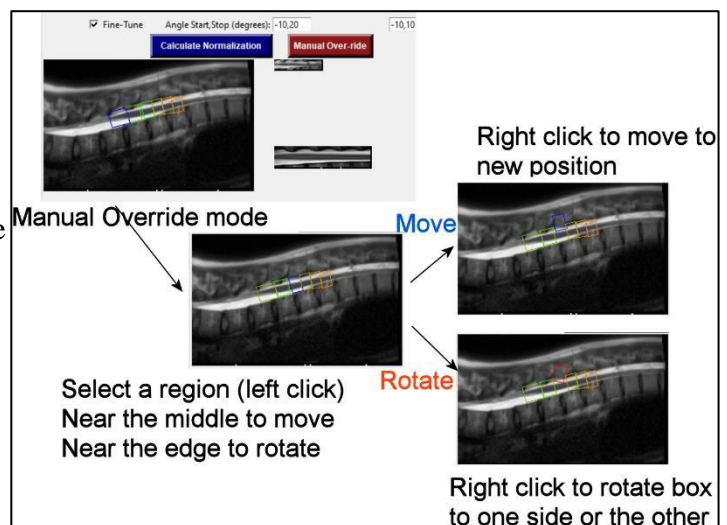 Fine-Tune Angle Start,Stop (degrees): -10,20 -10,10
Calculate Normalization Manual Over-ride
Manual Override mode
e
Right click to move to
new position
Move
Rotate
Select a region (left click)
Near the middle to move
Near the edge to rotate
Right click to rotate box
to one side or the other